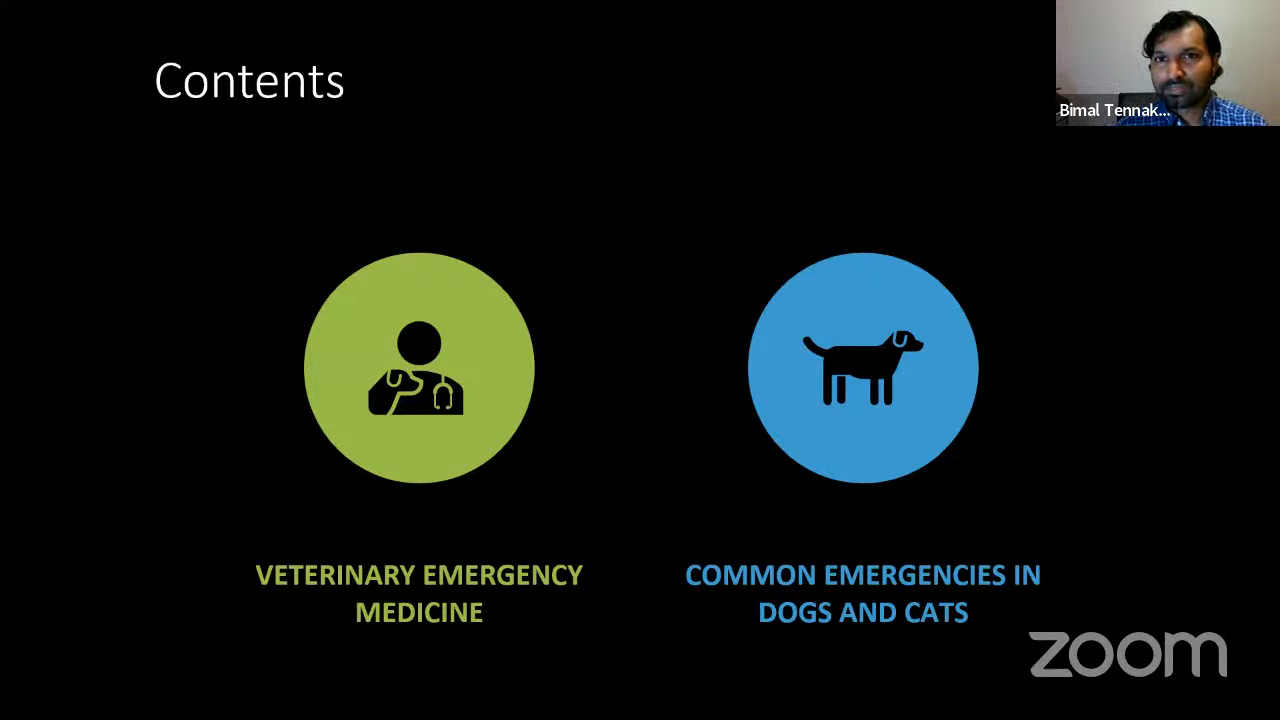 Contents
Bimal Tennak...
VETERINARY EMERGENCY
MEDICINE
COMMON EMERGENCIES IN
DOGS AND CATS
zoom